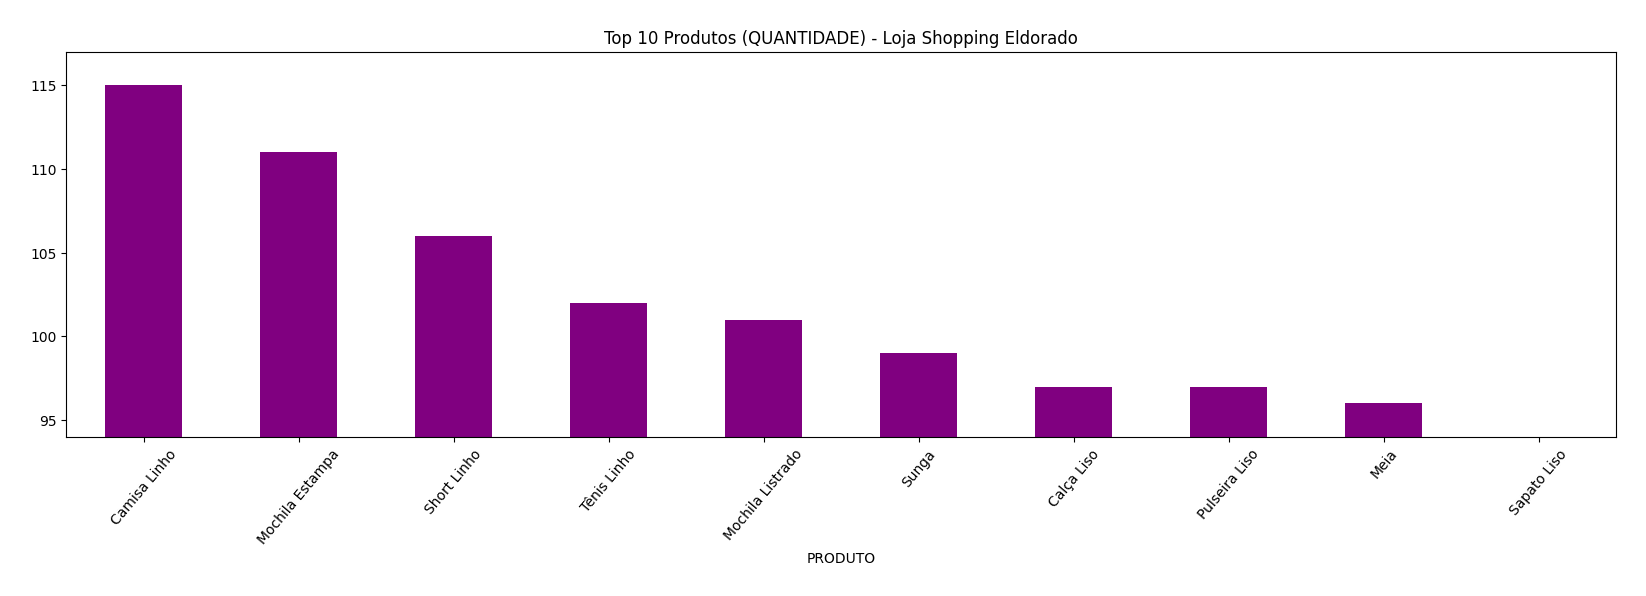 Top 10 Produtos (QUANTIDADE) - Loja Shopping Eldorado
115
110
105
100
95
Camisa Linho
Mochila Estampa
Short Linho
Tênis Linho
Mochila Listrado
Sunga
Calça Liso
Pulseira Liso
Meia
Sapato Liso
PRODUTO